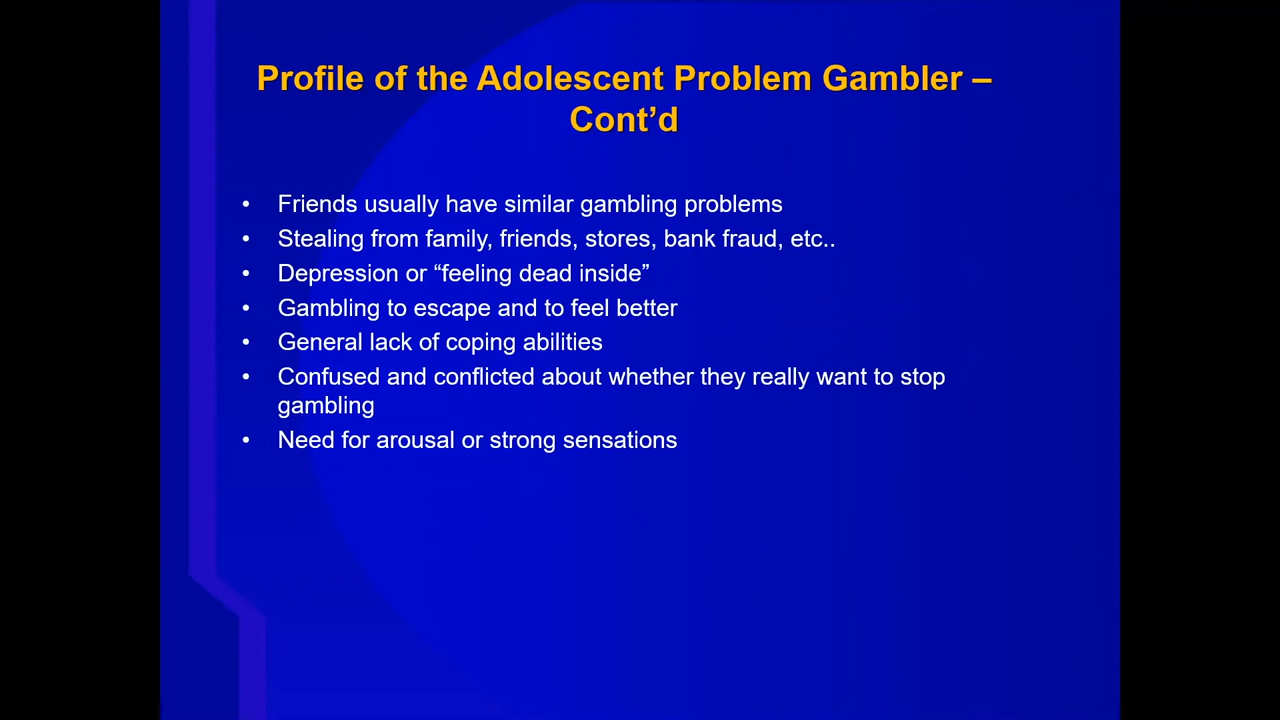 Profile of the Adolescent Problem Gambler –
Cont’d
• Friends usually have similar gambling problems
• Stealing from family, friends, stores, bank fraud, etc..
• Depression or “feeling dead inside”
• Gambling to escape and to feel better
• General lack of coping abilities
• Confused and conflicted about whether they really want to stop
gambling
• Need for arousal or strong sensations